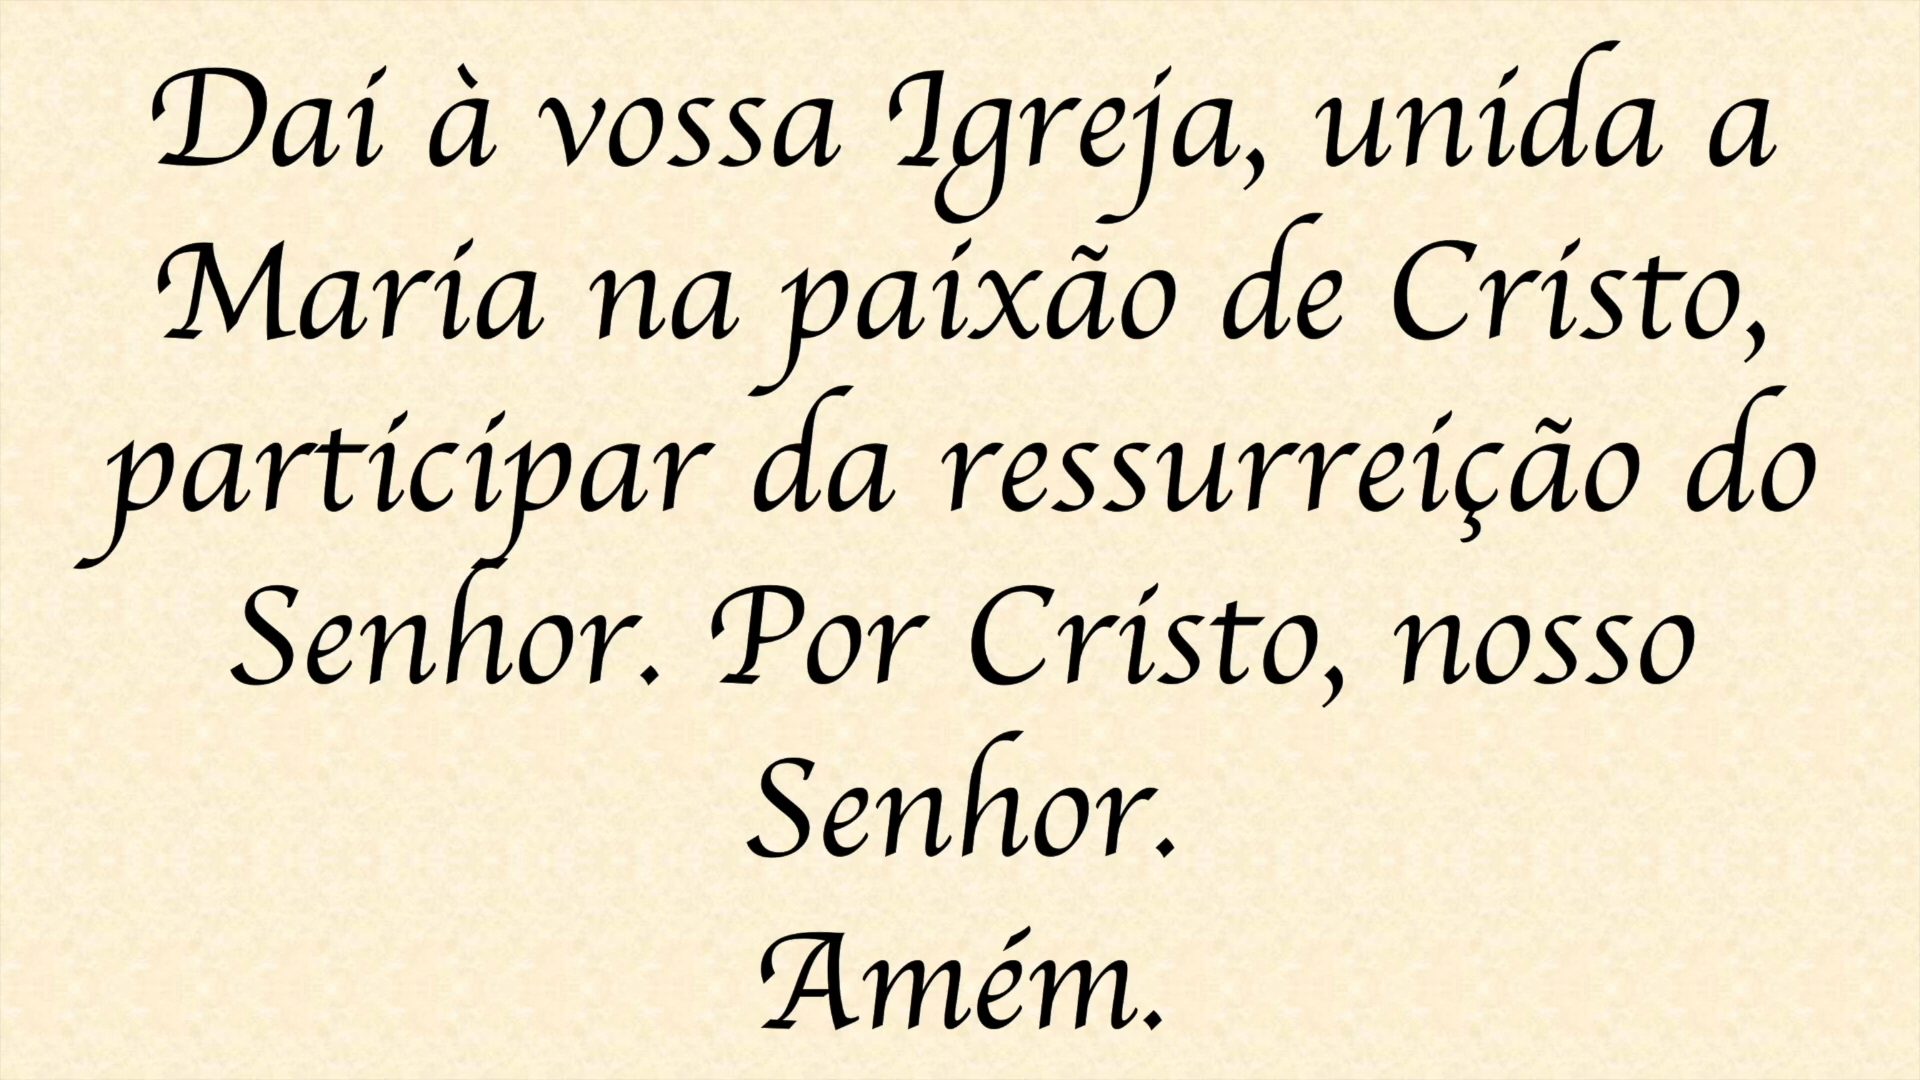 Dai à vossa Igreja, unida a
Maria na paixão de Cristo,
participar da ressurreição do
Senhor. Por Cristo, nosso
Senhor.
Amém.